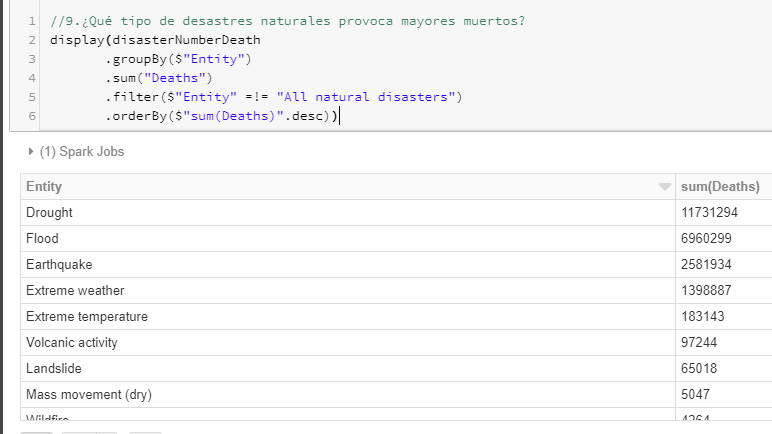 1 //9.¿Qué tipo de desastres naturales provoca mayores muertos?
2 display(disasterNumberDeath
3 .groupBy($"Entity")
4 .sum("Deaths")
5 .filter($"Entity" =!= "All natural disasters")
6 .orderBy($"sum(Deaths)".desc))
(1) Spark Jobs
Entity sum(Deaths)
Drought 11731294
Flood 6960299
Earthquake 2581934
Extreme weather 1398887
Extreme temperature 183143
Volcanic activity 97244
Landslide 65018
Mass movement (dry) 5047
Wildfire 4264